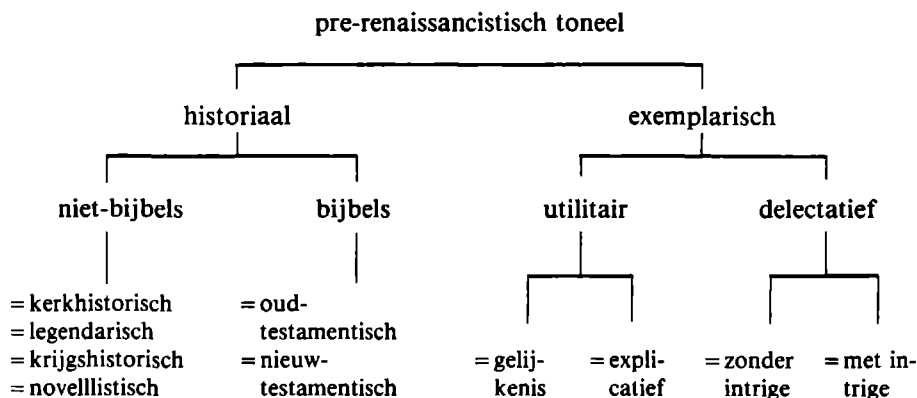 pre-renaissancistisch toneel
historiaal
exemplarisch
niet-bijbels
bijbels
utilitair
delectatief
= kerkhistorisch
= legendarisch
= krijgshistorisch
= novelllistisch
= oud-
testamentisch
= nieuw-
testamentisch
= gelij-
kenis
= expli-
catief
= zonder
intrige
= met in-
trige